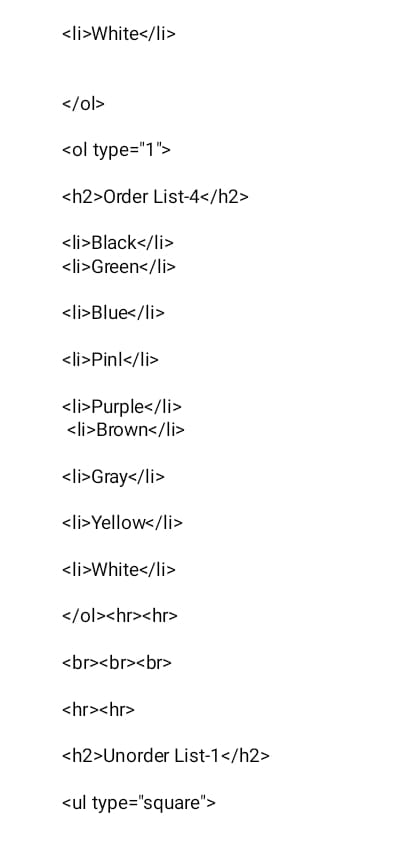 <li>White</li>
</ol>
<ol type="1">
<h2>Order List-4</h2>
<li>Black</li>
<li>Green</li>
<li>Blue</li>
<li>Pinl</li>
<li>Purple</li>
<li>Brown</li>
<li>Gray</li>
<li>Yellow</li>
<li>White</li>
</ol><hr><hr>
<br><br><br>
<hr><hr>
<h2>Unorder List-1</h2>
<ul type="square">